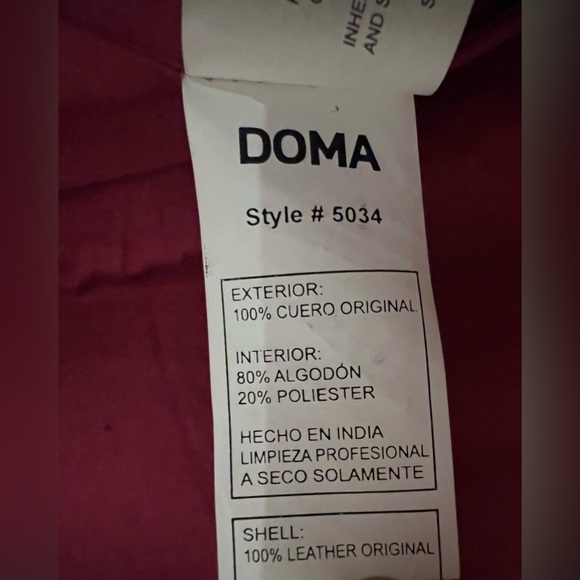 INHE
AND S
DOMA
Style # 5034
EXTERIOR:
100% CUERO ORIGINAL
INTERIOR:
80% ALGODÓN
20% POLIESTER
HECHO EN INDIA
LIMPIEZA PROFESIONAL
A SECO SOLAMENTE
SHELL:
100% LEATHER ORIGINAL